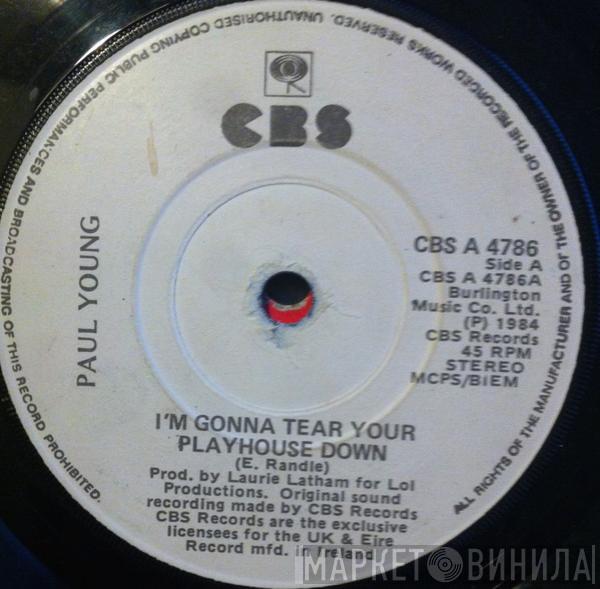 ALL RIGHTS OF THE MANUFACTURER AND OF THE OWNER OF THE RECORDED WORKS RESERVED. UNAUTHORISED COPYING PUBLIC PERFORMANCES AND BROADCASTING OF THIS RECORD PROHIBITED.
CBS
PAUL YOUNG
CBS A 4786
Side A
CBS A 4786A
Burlington
Music Co. Ltd.
(P) 1984
CBS Records
45 RPM
STEREO
MCPS/BIEM
I'M GONNA TEAR YOUR
PLAYHOUSE DOWN
(E. Randle)
Prod. by Laurie Latham for Lol
Productions. Original sound
recording made by CBS Records
CBS Records are the exclusive
licensees for the UK & Eire
Record mfd. in Ireland
МАРКЕТ ВИНИЛА